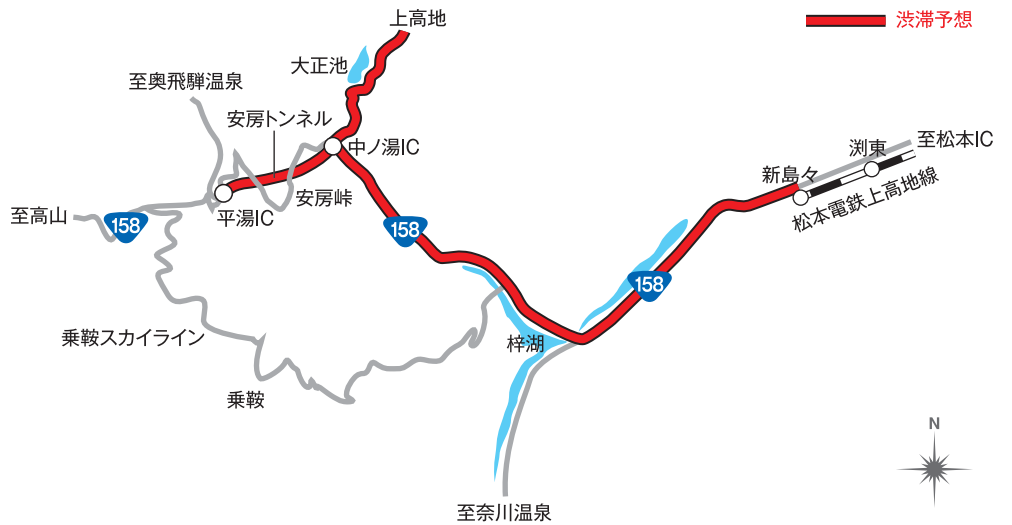 上高地
渋滞予想
大正池
至奥飛騨温泉
安房トンネル
中ノ湯IC
至松本IC
渕東
新島々
松本電鉄上高地線
安房峠
平湯IC
至高山
158
158
158
乗鞍スカイライン
梓湖
乗鞍
N
至奈川温泉